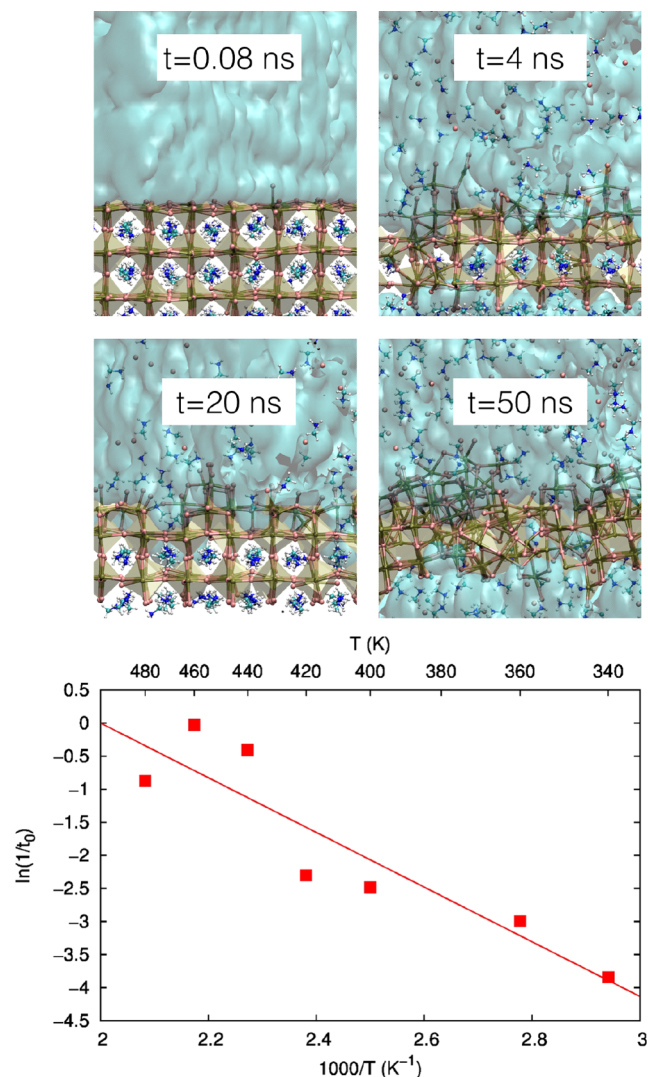 t=0.08 ns
t=4 ns
t=20 ns
t=50 ns
T (K)
480 460 440 420 400 380 360 340
0.5
0
−0.5
−1
−1.5
−2
−2.5
−3
−3.5
−4
−4.5
ln(1/t₀)
2 2.2 2.4 2.6 2.8 3
1000/T (K⁻¹)